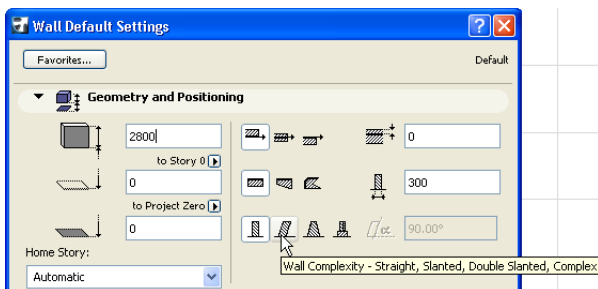 Wall Default Settings
Favorites...
Default
Geometry and Positioning
2800
0
to Story 0
0
300
to Project Zero
0
α
90.00°
Home Story:
Wall Complexity - Straight, Slanted, Double Slanted, Complex
Automatic